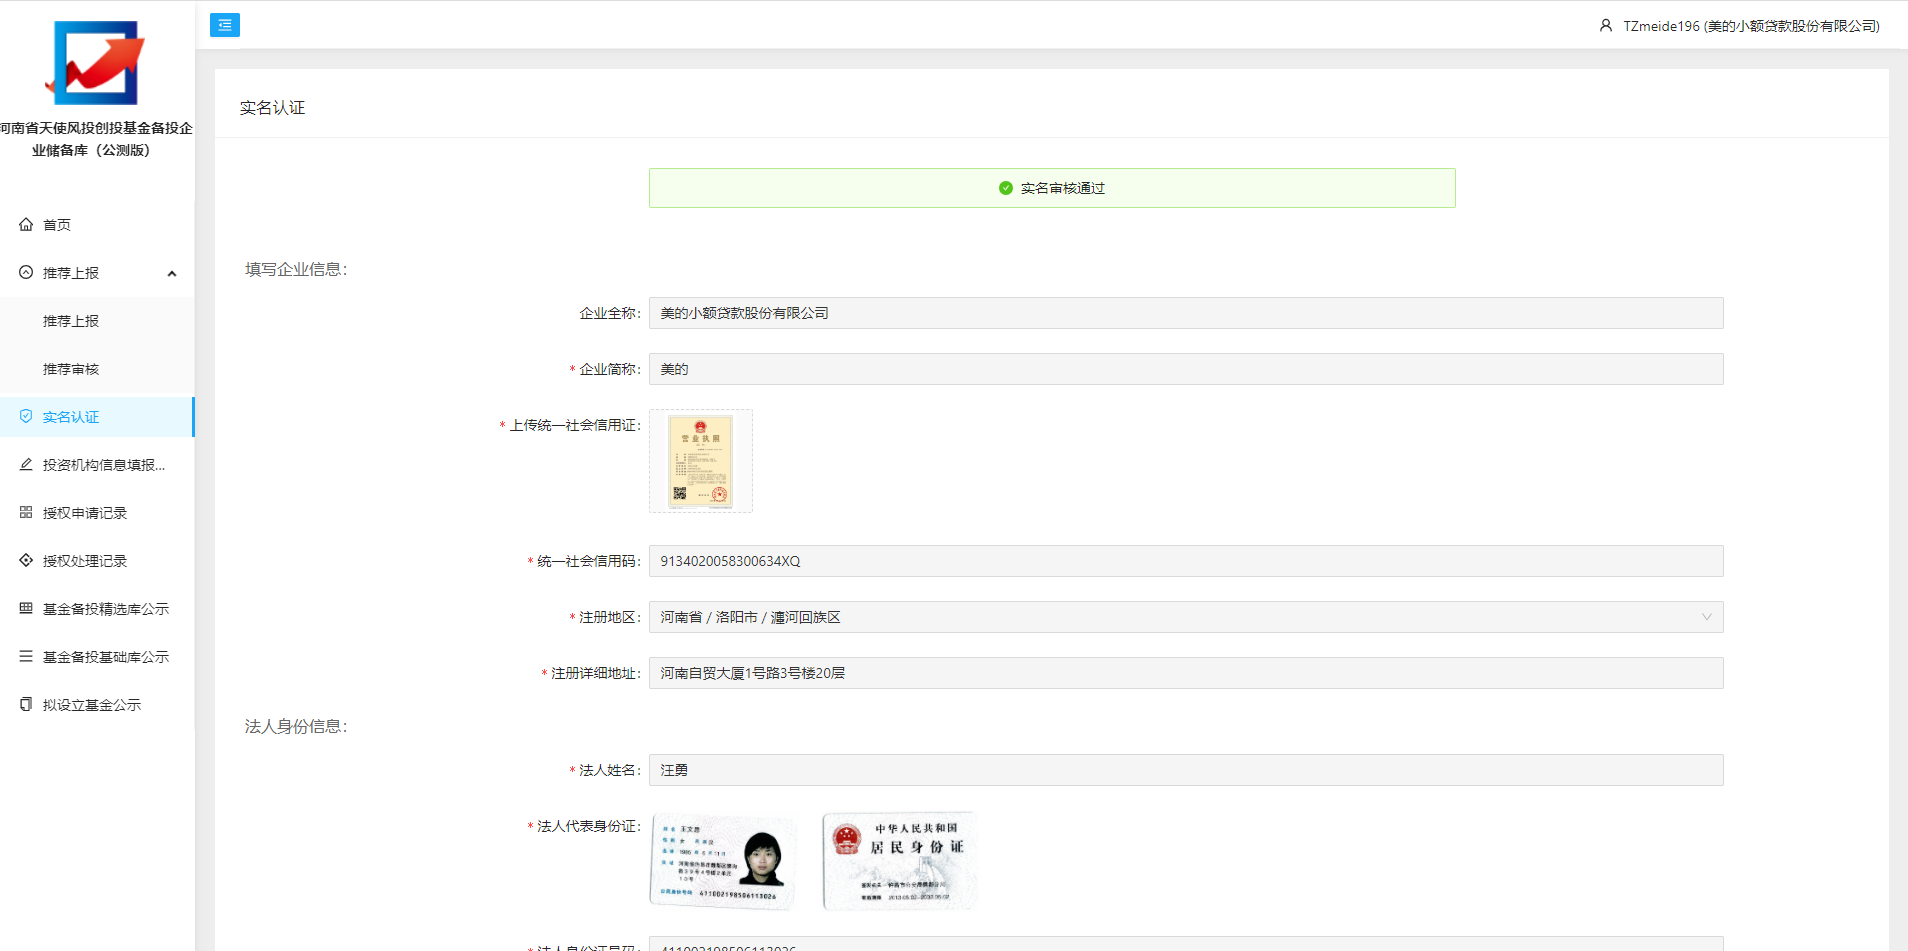 TZmeide196 (美的小额贷款股份有限公司)
河南省天使风投创投基金备投企
业储备库（公测版）
首页
推荐上报
推荐上报
推荐审核
实名认证
投资机构信息填报...
授权申请记录
授权处理记录
基金备投精选库公示
基金备投基础库公示
拟设立基金公示
实名认证
实名审核通过
填写企业信息：
企业全称： 美的小额贷款股份有限公司
* 企业简称： 美的
* 上传统一社会信用证：
营业执照
* 统一社会信用码： 9134020058300634XQ
* 注册地区： 河南省 / 洛阳市 / 瀍河回族区
* 注册详细地址： 河南自贸大厦1号路3号楼20层
法人身份信息：
* 法人姓名： 汪勇
* 法人代表身份证：
411002198506113026
中华人民共和国
居民身份证
* 法人身份证号码： 411002198506113026